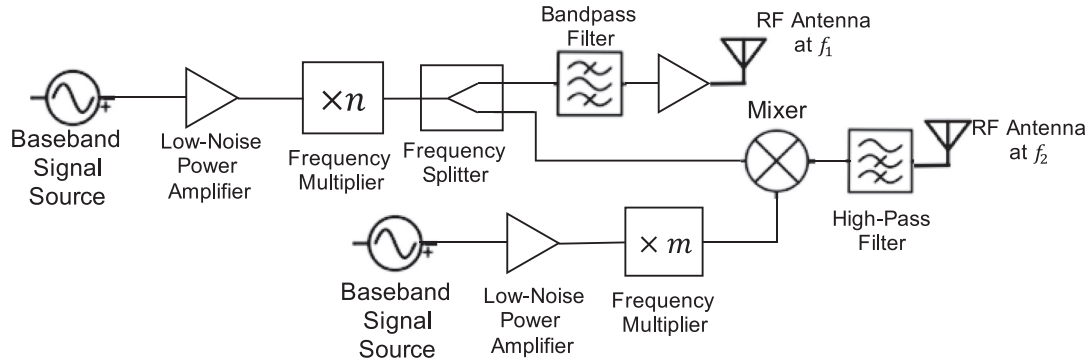 Bandpass
Filter
RF Antenna
at f₁
Baseband
Signal
Source
+
Low-Noise
Power
Amplifier
×n
Frequency
Multiplier
Frequency
Splitter
Mixer
RF Antenna
at f₂
High-Pass
Filter
Baseband
Signal
Source
+
Low-Noise
Power
Amplifier
× m
Frequency
Multiplier